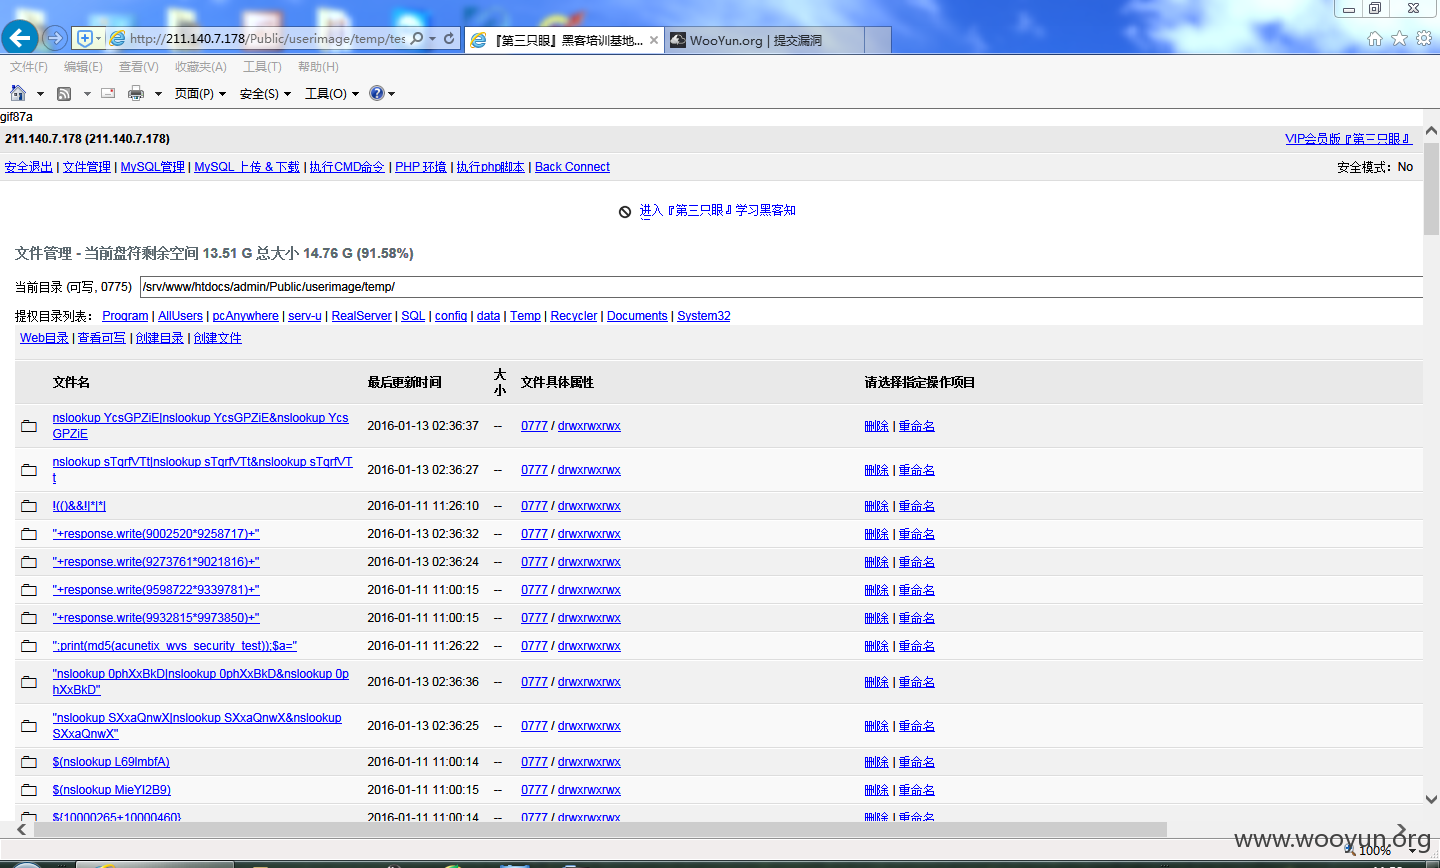 http://211.140.7.178/Public/userimage/temp/tes
『第三只眼』黑客培训基地...
WooYun.org | 提交漏洞
文件(F) 编辑(E) 查看(V) 收藏夹(A) 工具(T) 帮助(H)
页面(P) 安全(S) 工具(O)
gif87a
211.140.7.178 (211.140.7.178)
VIP会员版『第三只眼』
安全退出 | 文件管理 | MySQL管理 | MySQL 上传 & 下载 | 执行CMD命令 | PHP 环境 | 执行php脚本 | Back Connect
安全模式：No
进入『第三只眼』学习黑客知
文件管理 - 当前盘符剩余空间 13.51 G 总大小 14.76 G (91.58%)
当前目录 (可写, 0775) /srv/www/htdocs/admin/Public/userimage/temp/
提权目录列表： Program | AllUsers | pcAnywhere | serv-u | RealServer | SQL | config | data | Temp | Recycler | Documents | System32
Web目录 | 查看可写 | 创建目录 | 创建文件
文件名 最后更新时间 大小 文件具体属性 请选择指定操作项目
nslookup YcsGPZiE|nslookup YcsGPZiE&nslookup Ycs
GPZiE
2016-01-13 02:36:37 -- 0777 / drwxrwxrwx 删除 | 重命名
nslookup sTqrfVTt|nslookup sTqrfVTt&nslookup sTqrfVT
t
2016-01-13 02:36:27 -- 0777 / drwxrwxrwx 删除 | 重命名
!(()&&!|*|*| 2016-01-11 11:26:10 -- 0777 / drwxrwxrwx 删除 | 重命名
"+response.write(9002520*9258717)+" 2016-01-13 02:36:32 -- 0777 / drwxrwxrwx 删除 | 重命名
"+response.write(9273761*9021816)+" 2016-01-13 02:36:24 -- 0777 / drwxrwxrwx 删除 | 重命名
"+response.write(9598722*9339781)+" 2016-01-11 11:00:15 -- 0777 / drwxrwxrwx 删除 | 重命名
"+response.write(9932815*9973850)+" 2016-01-11 11:00:15 -- 0777 / drwxrwxrwx 删除 | 重命名
";print(md5(acunetix_wvs_security_test));$a=" 2016-01-11 11:26:22 -- 0777 / drwxrwxrwx 删除 | 重命名
"nslookup 0phXxBkD|nslookup 0phXxBkD&nslookup 0p
hXxBkD"
2016-01-13 02:36:36 -- 0777 / drwxrwxrwx 删除 | 重命名
"nslookup SXxaQnwX|nslookup SXxaQnwX&nslookup
SXxaQnwX"
2016-01-13 02:36:25 -- 0777 / drwxrwxrwx 删除 | 重命名
$(nslookup L69lmbfA) 2016-01-11 11:00:14 -- 0777 / drwxrwxrwx 删除 | 重命名
$(nslookup MieYI2B9) 2016-01-11 11:00:15 -- 0777 / drwxrwxrwx 删除 | 重命名
${10000265+10000460} 2016-01-11 11:00:14 -- 0777 / drwxrwxrwx 删除 | 重命名
www.wooyun.org
100%